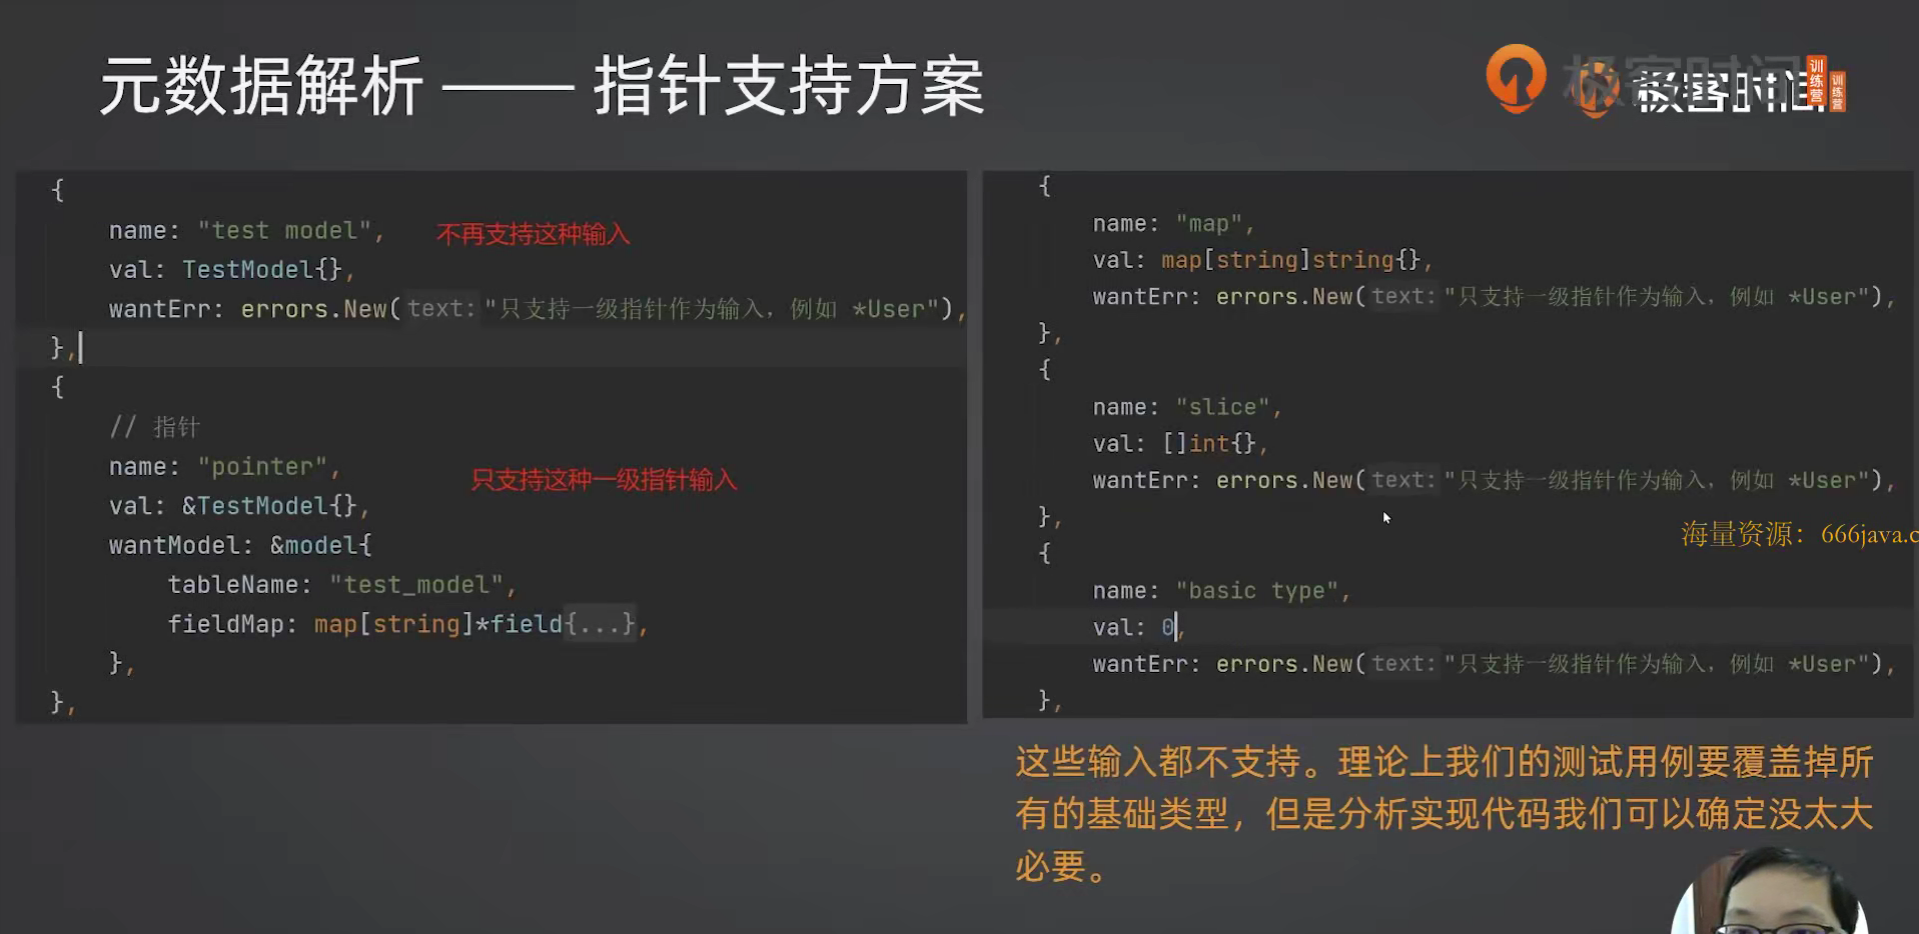 元数据解析 —— 指针支持方案
极客时间
训练营
极客时间
训练营
{
name: "test model",
不再支持这种输入
val: TestModel{},
wantErr: errors.New(text: "只支持一级指针作为输入，例如 *User"),
},
{
// 指针
name: "pointer",
只支持这种一级指针输入
val: &TestModel{},
wantModel: &model{
tableName: "test_model",
fieldMap: map[string]*field{...},
},
},
{
name: "map",
val: map[string]string{},
wantErr: errors.New(text: "只支持一级指针作为输入，例如 *User"),
},
{
name: "slice",
val: []int{},
wantErr: errors.New(text: "只支持一级指针作为输入，例如 *User"),
},
海量资源：666java.c
{
name: "basic type",
val: 0,
wantErr: errors.New(text: "只支持一级指针作为输入，例如 *User"),
},
这些输入都不支持。理论上我们的测试用例要覆盖掉所
有的基础类型，但是分析实现代码我们可以确定没太大
必要。